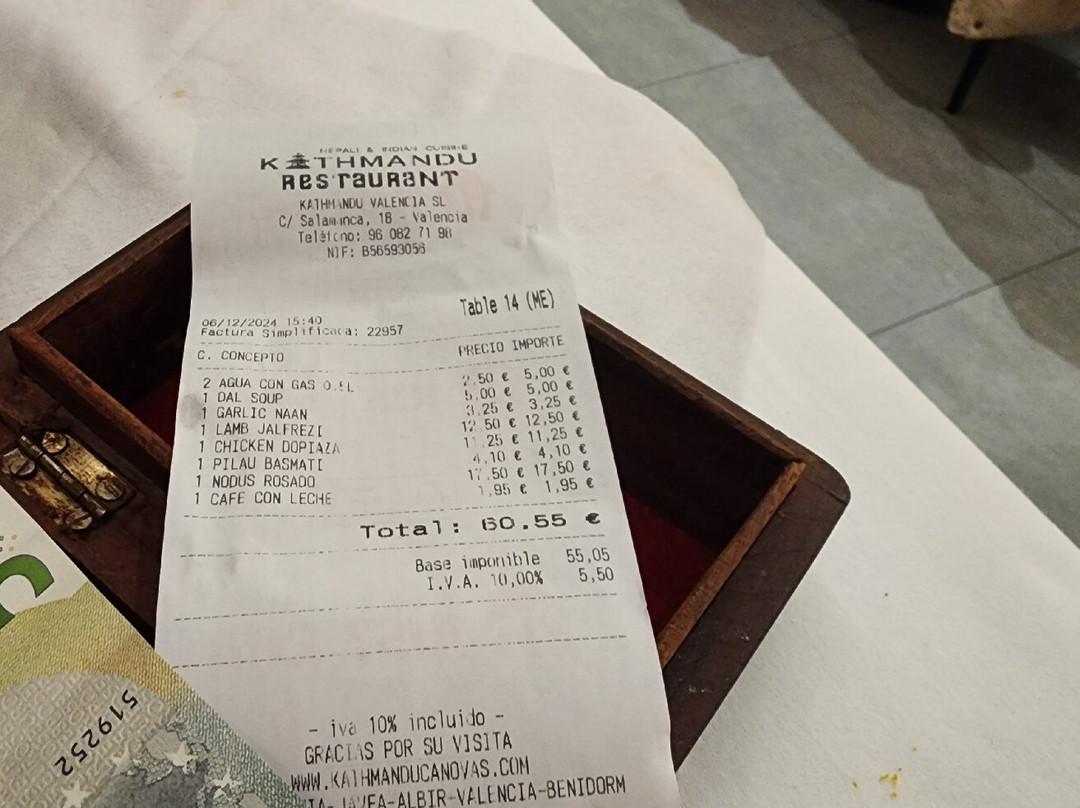 NEPALI & INDIAN CUISINE
KATHMANDU
RESTAURANT
KATHMANDU VALENCIA SL
C/ Salamanca, 18 - Valencia
Teléfono: 96 082 71 98
NIF: B56593056
Table 14 (ME)
06/12/2024 15:40
Factura Simplificada: 22957
C. CONCEPTO PRECIO IMPORTE
2 AGUA CON GAS 0.5L 2,50 € 5,00 €
1 DAL SOUP 5,00 € 5,00 €
1 GARLIC NAAN 3,25 € 3,25 €
1 LAMB JALFREZI 12,50 € 12,50 €
1 CHICKEN DOPIAZA 11,25 € 11,25 €
1 PILAU BASMATI 4,10 € 4,10 €
1 NODUS ROSADO 17,50 € 17,50 €
1 CAFE CON LECHE 1,95 € 1,95 €
Total: 60.55 €
Base imponible 55,05
I.V.A. 10,00% 5,50
- iva 10% incluido -
GRACIAS POR SU VISITA
WWW.KATHMANDUCANOVAS.COM
JAVEA-ALBIR-VALENCIA-BENIDORM
519252